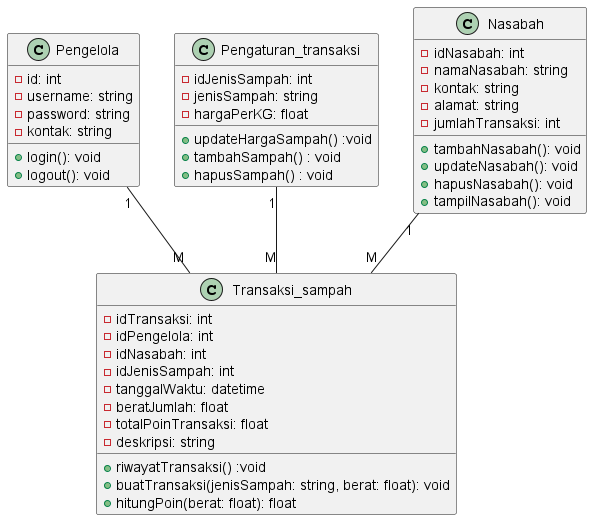 C Pengelola
- id: int
- username: string
- password: string
- kontak: string
login(): void
logout(): void
C Pengaturan_transaksi
- idJenisSampah: int
- jenisSampah: string
- hargaPerKG: float
updateHargaSampah() :void
tambahSampah() : void
hapusSampah() : void
C Nasabah
idNasabah: int
namaNasabah: string
kontak: string
alamat: string
jumlahTransaksi: int
tambahNasabah(): void
updateNasabah(): void
hapusNasabah(): void
tampilNasabah(): void
1
1
1
M
M
M
C Transaksi_sampah
idTransaksi: int
idPengelola: int
idNasabah: int
idJenisSampah: int
tanggalWaktu: datetime
beratJumlah: float
totalPoinTransaksi: float
deskripsi: string
riwayatTransaksi() :void
buatTransaksi(jenisSampah: string, berat: float): void
hitungPoin(berat: float): float